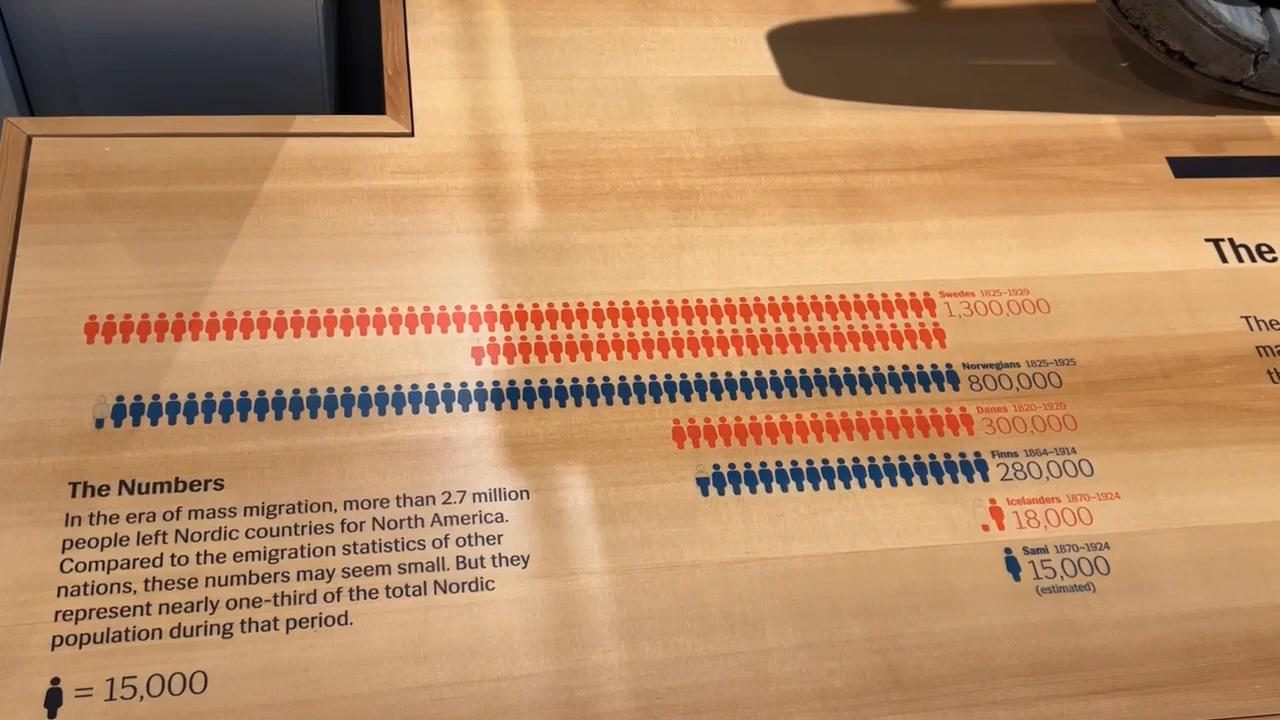 Swedes 1825–1929
1,300,000
Norwegians 1825–1925
800,000
Danes 1820–1920
300,000
Finns 1864–1914
280,000
Icelanders 1870–1924
18,000
Sami 1870–1924
15,000
(estimated)
The Numbers
In the era of mass migration, more than 2.7 million
people left Nordic countries for North America.
Compared to the emigration statistics of other
nations, these numbers may seem small. But they
represent nearly one-third of the total Nordic
population during that period.
= 15,000
The
The
ma
th